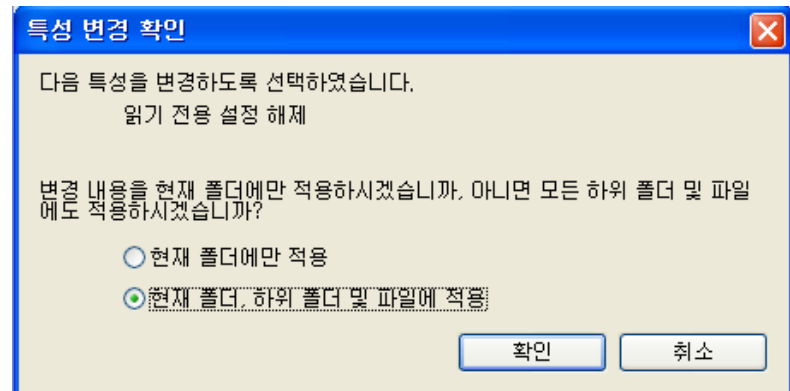 특성 변경 확인
다음 특성을 변경하도록 선택하였습니다.
읽기 전용 설정 해제
변경 내용을 현재 폴더에만 적용하시겠습니까, 아니면 모든 하위 폴더 및 파일
에도 적용하시겠습니까?
현재 폴더에만 적용
현재 폴더, 하위 폴더 및 파일에 적용
확인
취소